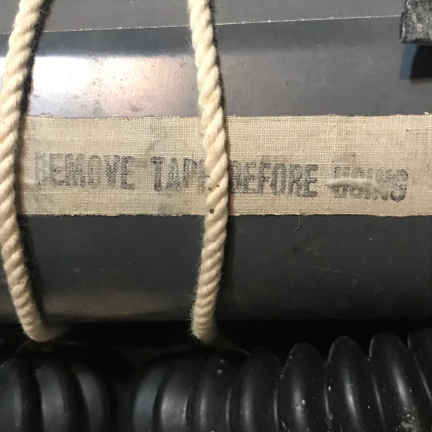 REMOVE TAPE BEFORE USING